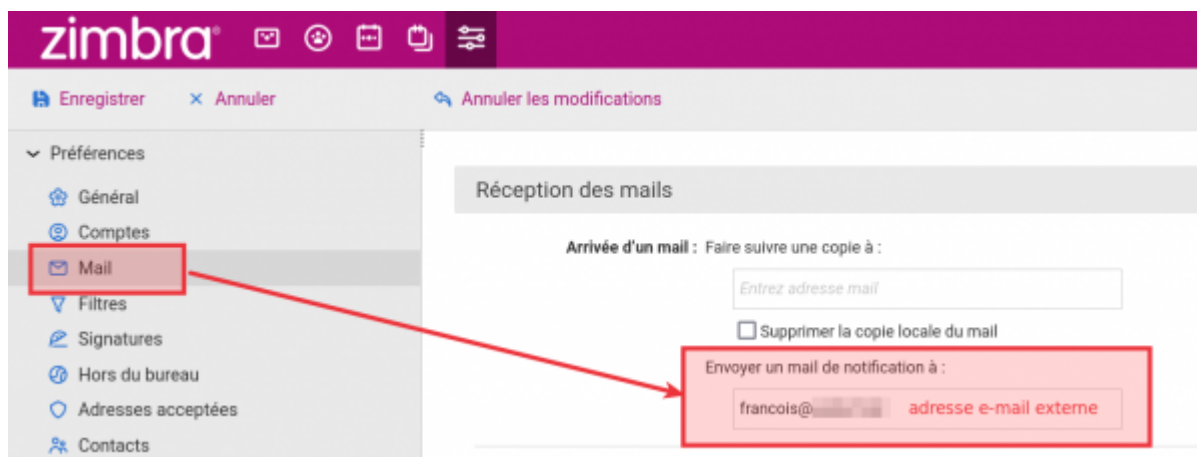 zimbra
Enregistrer
Annuler
Annuler les modifications
Préférences
Général
Comptes
Mail
Filtres
Signatures
Hors du bureau
Adresses acceptées
Contacts
Réception des mails
Arrivée d'un mail : Faire suivre une copie à :
Entrez adresse mail
Supprimer la copie locale du mail
Envoyer un mail de notification à :
francois@ adresse e-mail externe